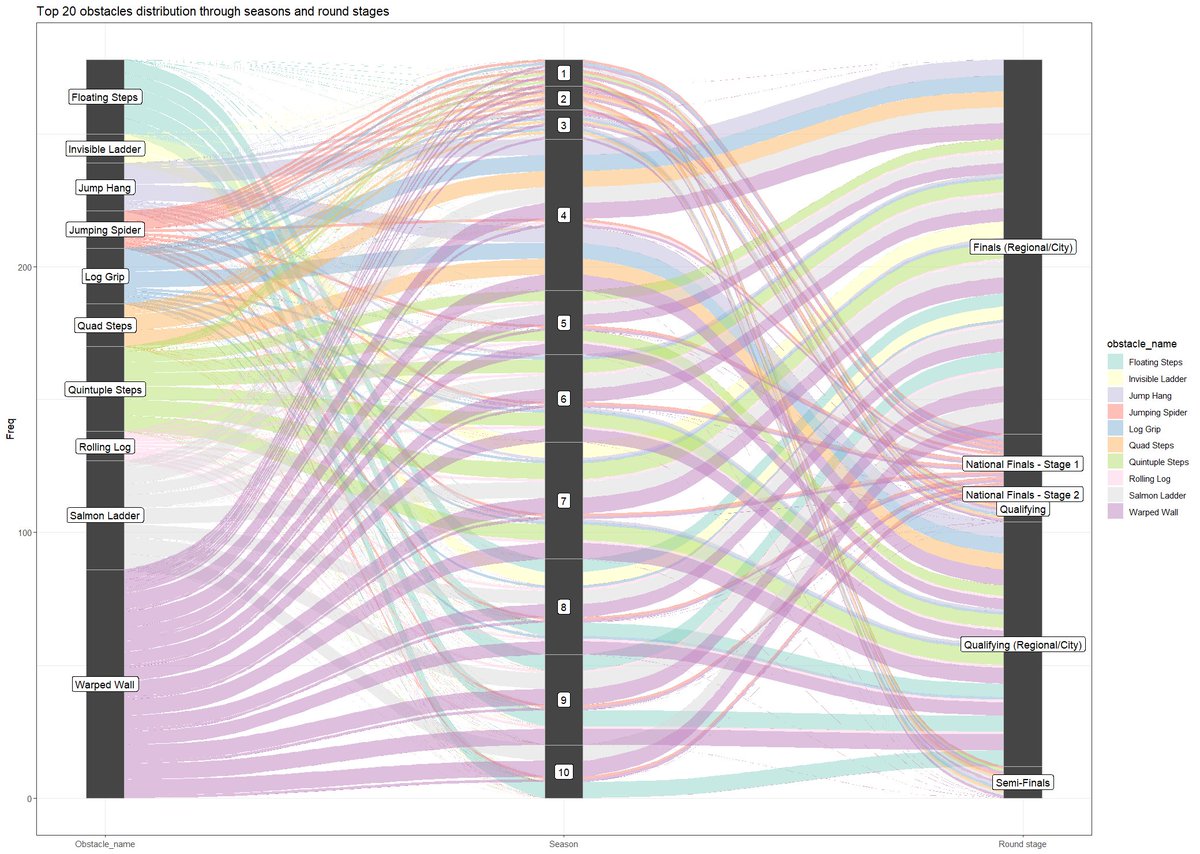 Top 20 obstacles distribution through seasons and round stages
Freq
200
100
0
Floating Steps
Invisible Ladder
Jump Hang
Jumping Spider
Log Grip
Quad Steps
Quintuple Steps
Rolling Log
Salmon Ladder
Warped Wall
1
2
3
4
5
6
7
8
9
10
Finals (Regional/City)
National Finals - Stage 1
National Finals - Stage 2
Qualifying
Qualifying (Regional/City)
Semi-Finals
Obstacle_name
Season
Round stage
obstacle_name
Floating Steps
Invisible Ladder
Jump Hang
Jumping Spider
Log Grip
Quad Steps
Quintuple Steps
Rolling Log
Salmon Ladder
Warped Wall